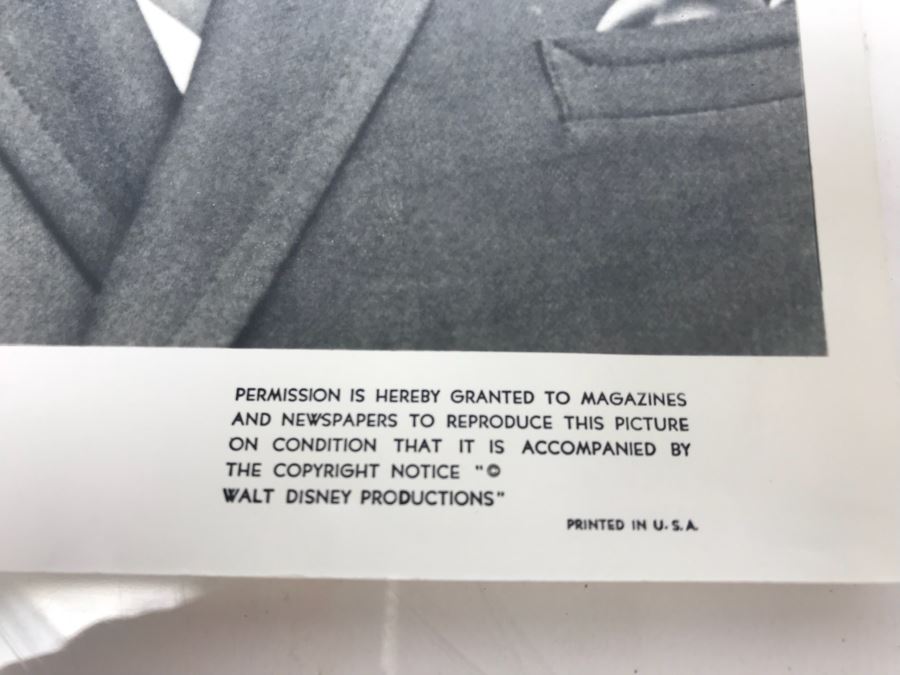 PERMISSION IS HEREBY GRANTED TO MAGAZINES
AND NEWSPAPERS TO REPRODUCE THIS PICTURE
ON CONDITION THAT IT IS ACCOMPANIED BY
THE COPYRIGHT NOTICE "©
WALT DISNEY PRODUCTIONS"
PRINTED IN U.S.A.